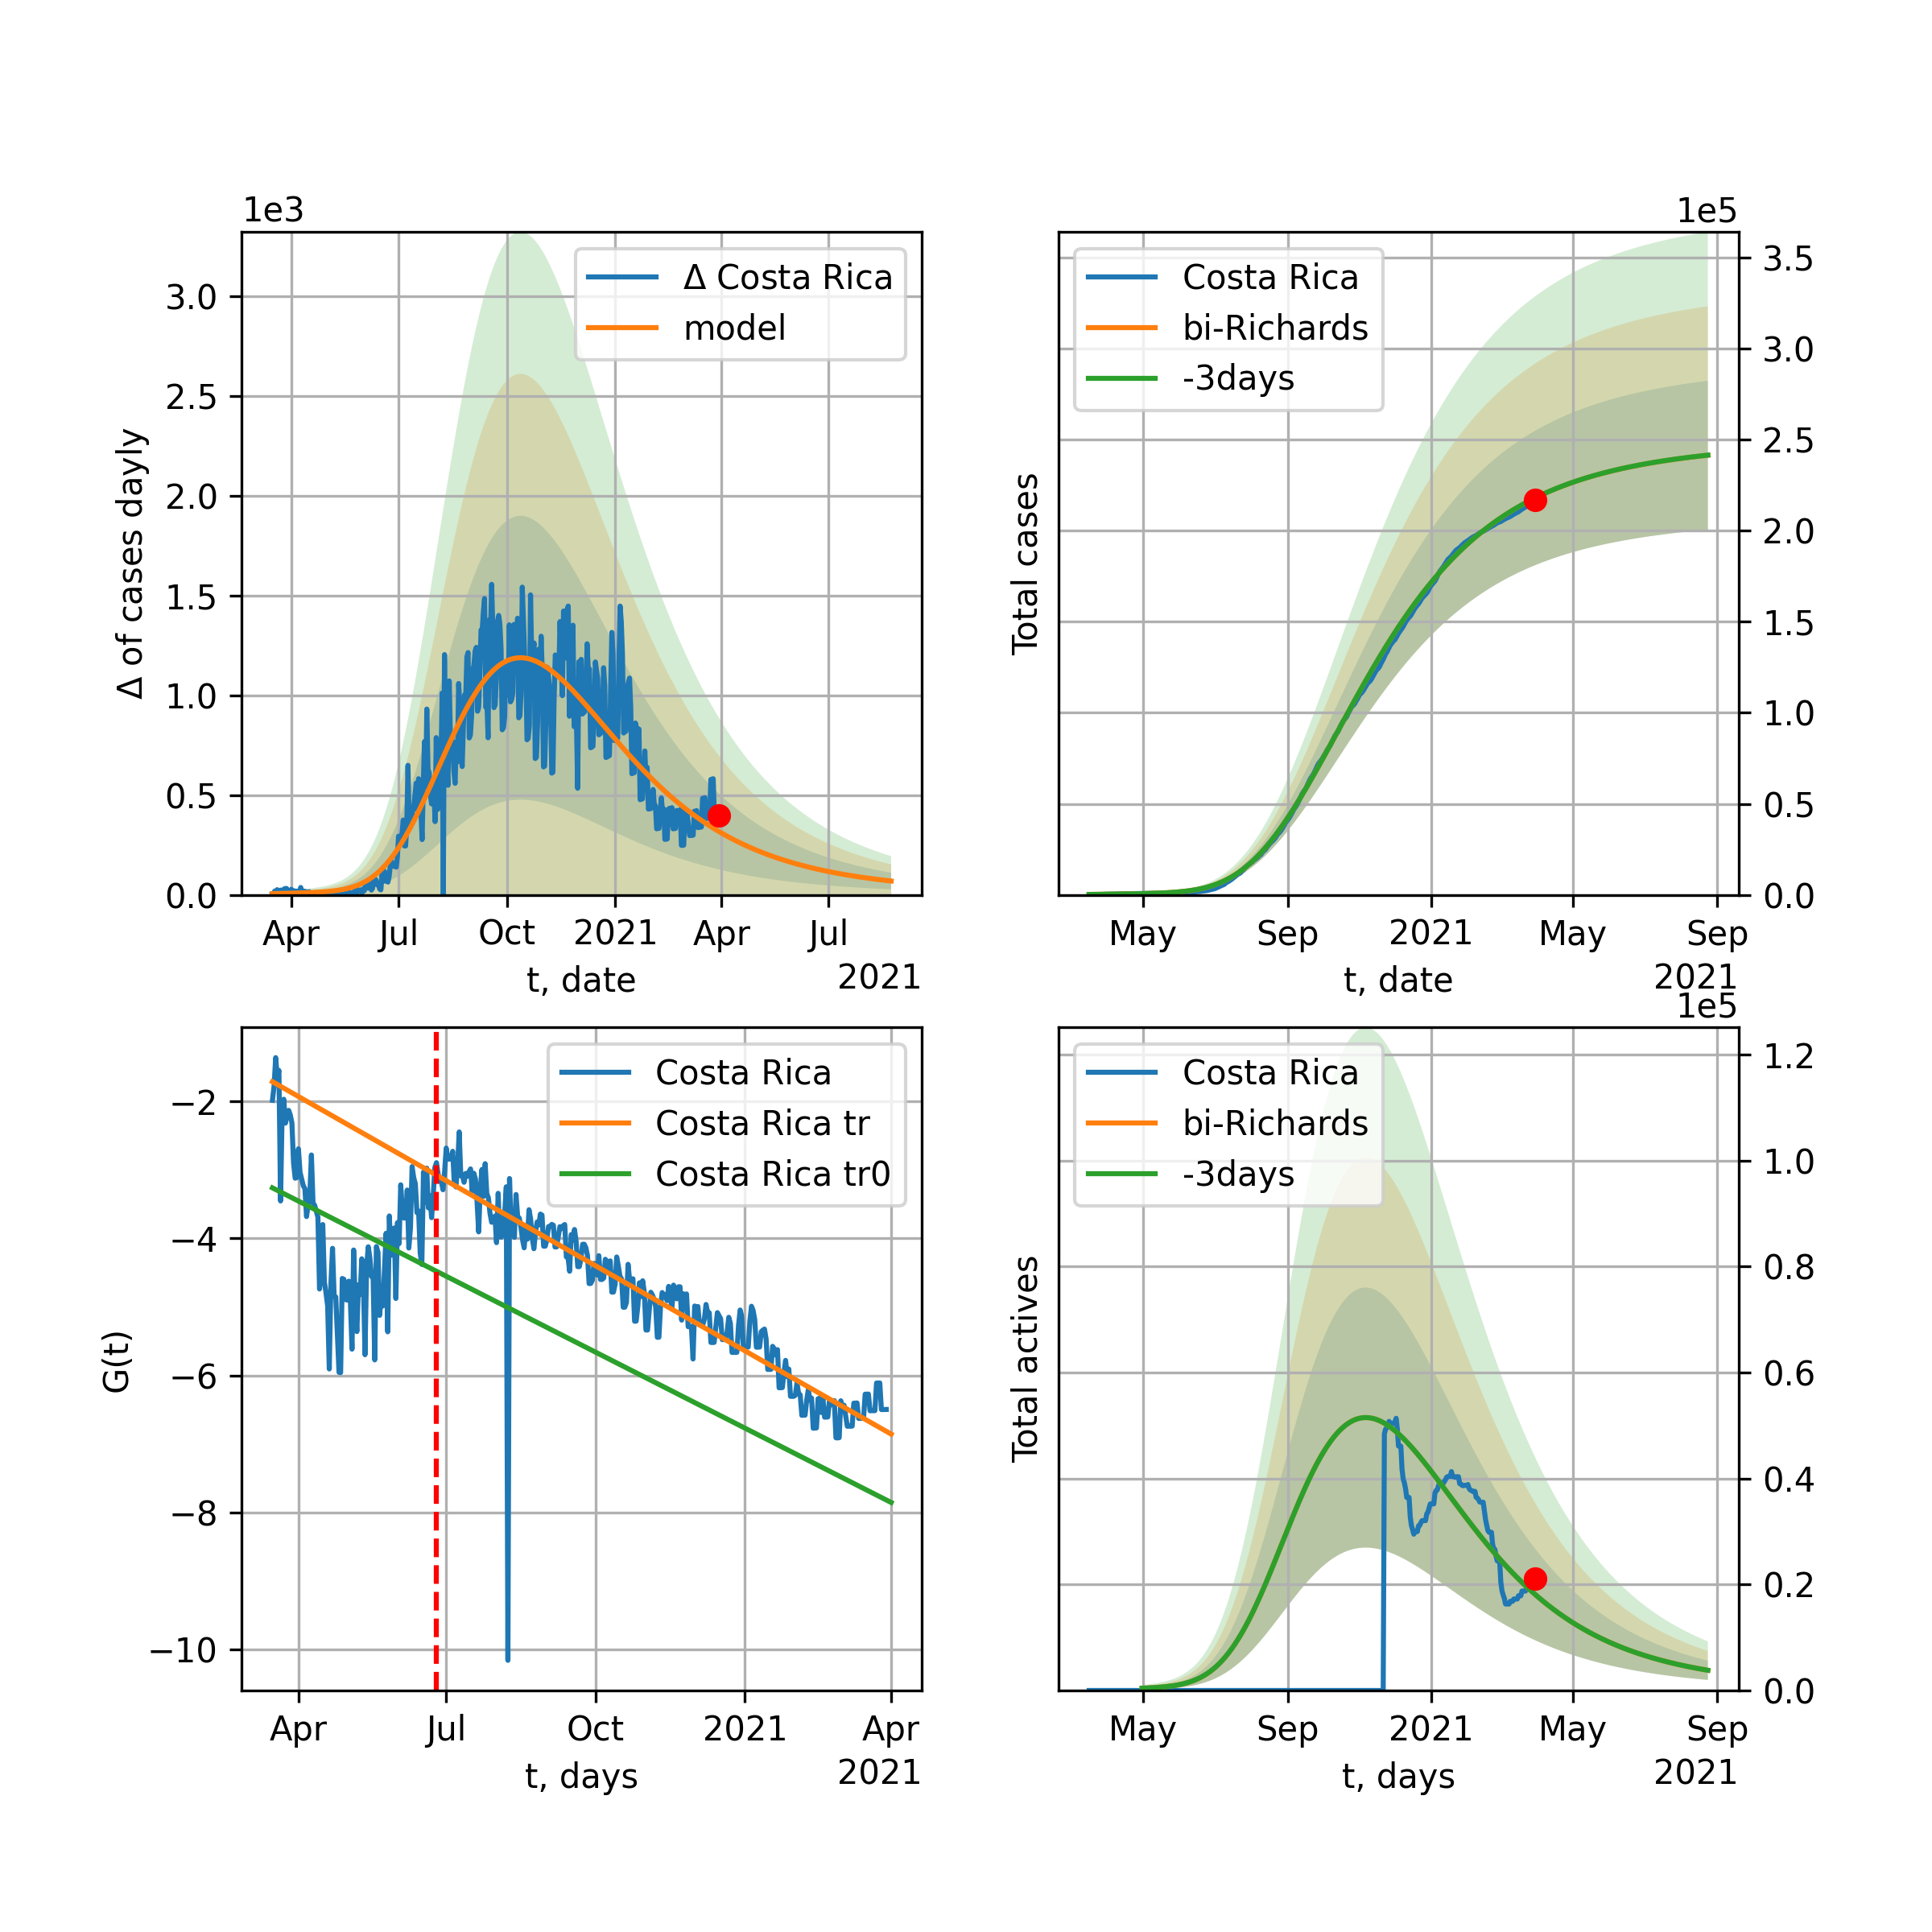 1e3
Δ of cases dayly
3.0
2.5
2.0
1.5
1.0
0.5
0.0
Δ Costa Rica
model
Apr Jul Oct 2021 Apr Jul
t, date
2021
1e5
Total cases
Costa Rica
bi-Richards
-3days
3.5
3.0
2.5
2.0
1.5
1.0
0.5
0.0
May Sep 2021 May Sep
t, date
2021
G(t)
−2
−4
−6
−8
−10
Costa Rica
Costa Rica tr
Costa Rica tr0
Apr Jul Oct 2021 Apr
t, days
2021
1e5
Total actives
Costa Rica
bi-Richards
-3days
1.2
1.0
0.8
0.6
0.4
0.2
0.0
May Sep 2021 May Sep
t, days
2021